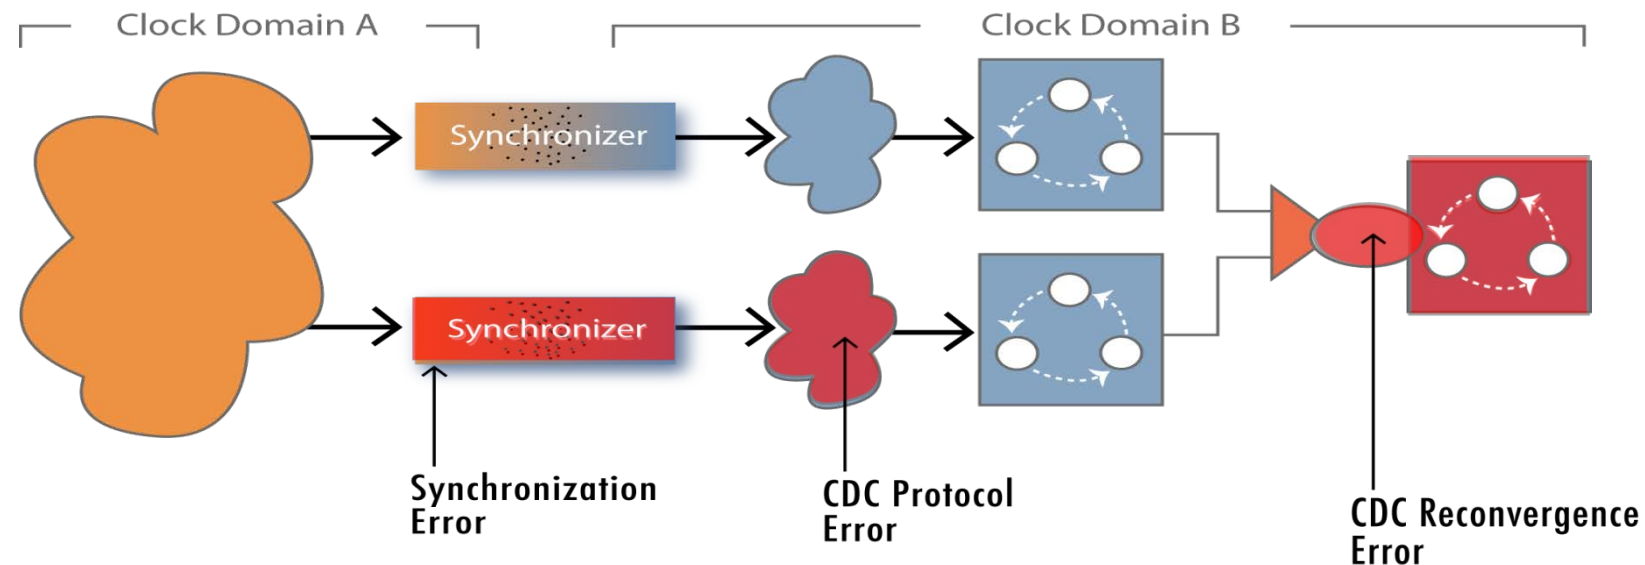 Clock Domain A
Clock Domain B
Synchronizer
Synchronizer
Synchronization
Error
CDC Protocol
Error
CDC Reconvergence
Error